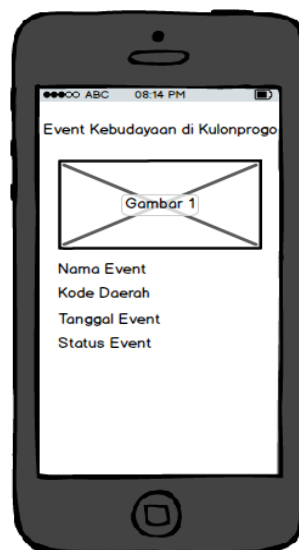 ABC 08:14 PM
Event Kebudayaan di Kulonprogo
Gambar 1
Nama Event
Kode Daerah
Tanggal Event
Status Event